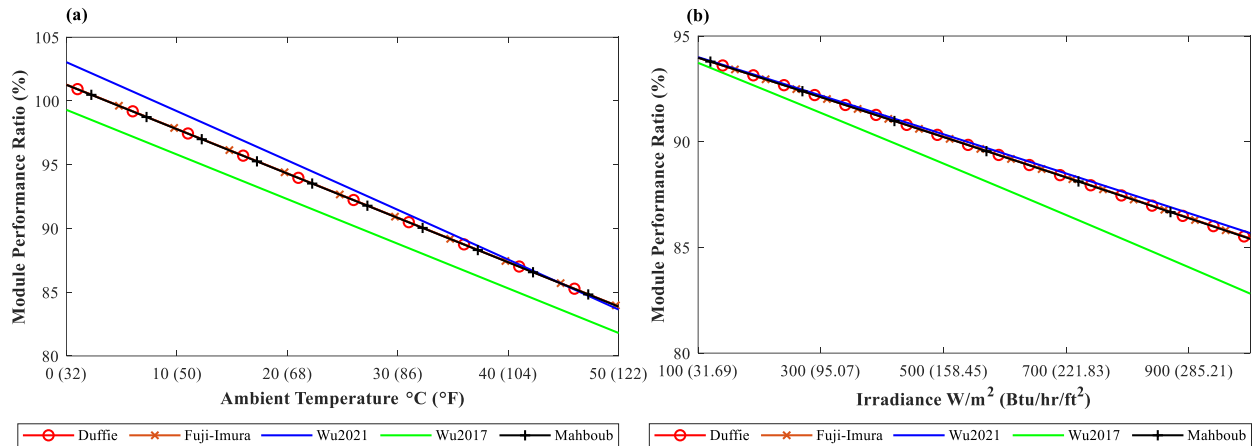 (a)
105
100
95
90
85
80
Module Performance Ratio (%)
0 (32) 10 (50) 20 (68) 30 (86) 40 (104) 50 (122)
Ambient Temperature °C (°F)
Duffie Fuji-Imura Wu2021 Wu2017 Mahboub
(b)
95
90
85
80
Module Performance Ratio (%)
100 (31.69) 300 (95.07) 500 (158.45) 700 (221.83) 900 (285.21)
Irradiance W/m² (Btu/hr/ft²)
Duffie Fuji-Imura Wu2021 Wu2017 Mahboub